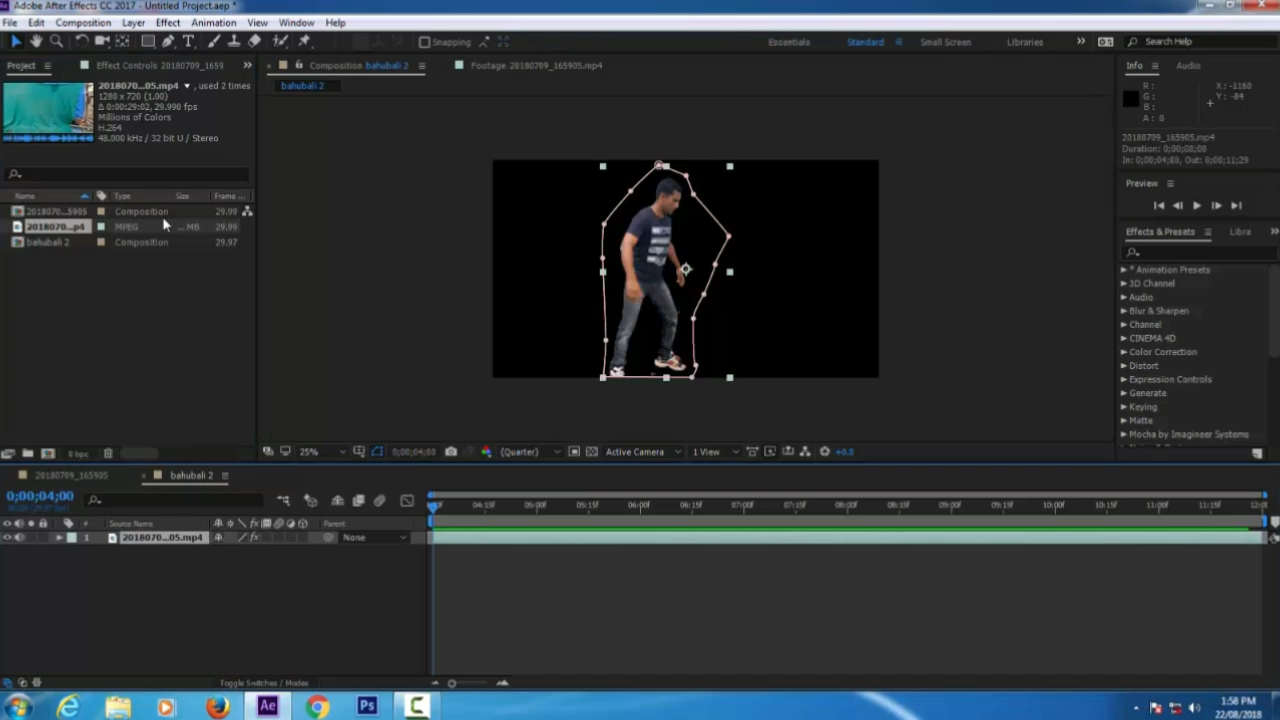 Adobe After Effects CC 2017 - Untitled Project.aep *
File Edit Composition Layer Effect Animation View Window Help
Snapping Essentials Standard Small Screen Libraries Search Help
Project Effect Controls 20180709_1659 Composition bahubali 2 Footage 20180709_165905.mp4 Info Audio
bahubali 2
2018070...05.mp4 , used 2 times
1280 x 720 (1.00)
Δ 0:00:29:02, 29.990 fps
Millions of Colors
H.264
48.000 kHz / 32 bit U / Stereo
R: X: -1160
G: Y: -84
B:
A: 0
20180709_165905.mp4
Duration: 0;00;08;00
In: 0;00;04;00, Out: 0;00;11;29
Preview
Name Type Size Frame ...
2018070...5905 Composition 29.99
2018070...p4 MPEG ... MB 29.99
bahubali 2 Composition 29.97
Effects & Presets Libra
* Animation Presets
3D Channel
Audio
Blur & Sharpen
Channel
CINEMA 4D
Color Correction
Distort
Expression Controls
Generate
Keying
Matte
Mocha by Imagineer Systems
8 bpc 25% 0;00;04;00 (Quarter) Active Camera 1 View +0.0
20180709_165905 bahubali 2
0;00;04;00
04:15f 05:00f 05:15f 06:00f 06:15f 07:00f 07:15f 08:00f 08:15f 09:00f 09:15f 10:00f 10:15f 11:00f 11:15f 12:0
# Source Name Parent
1 2018070...05.mp4 None
Toggle Switches / Modes
Ae Ps
1:58 PM
22/08/2018